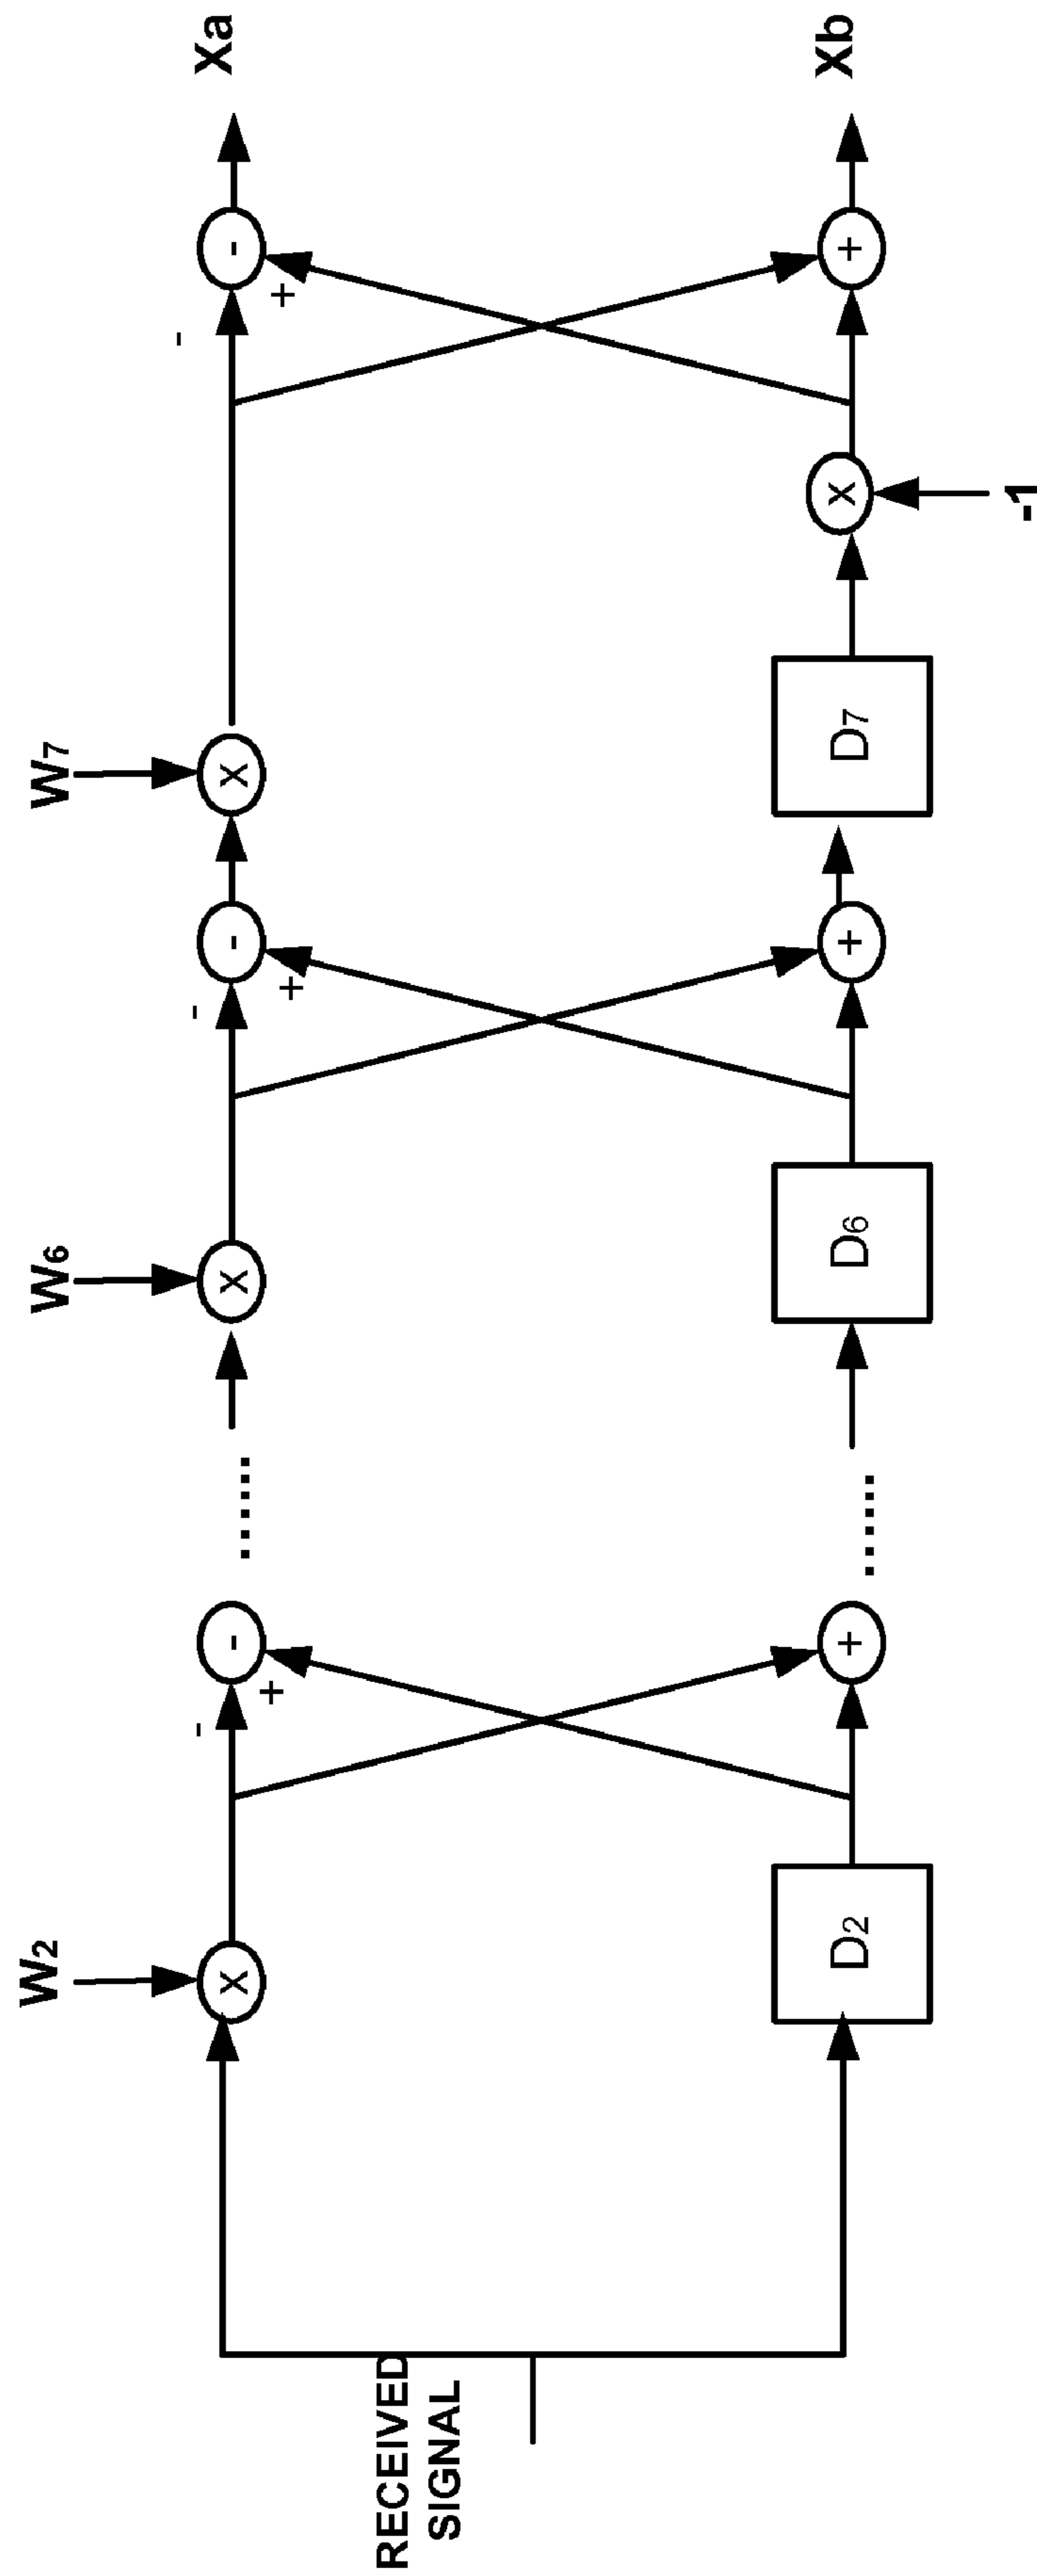 RECEIVED
SIGNAL
W2
X
D2
-
+
-
+
......
......
W6
X
D6
-
+
-
+
W7
X
D7
X
-1
-
+
-
+
Xa
Xb